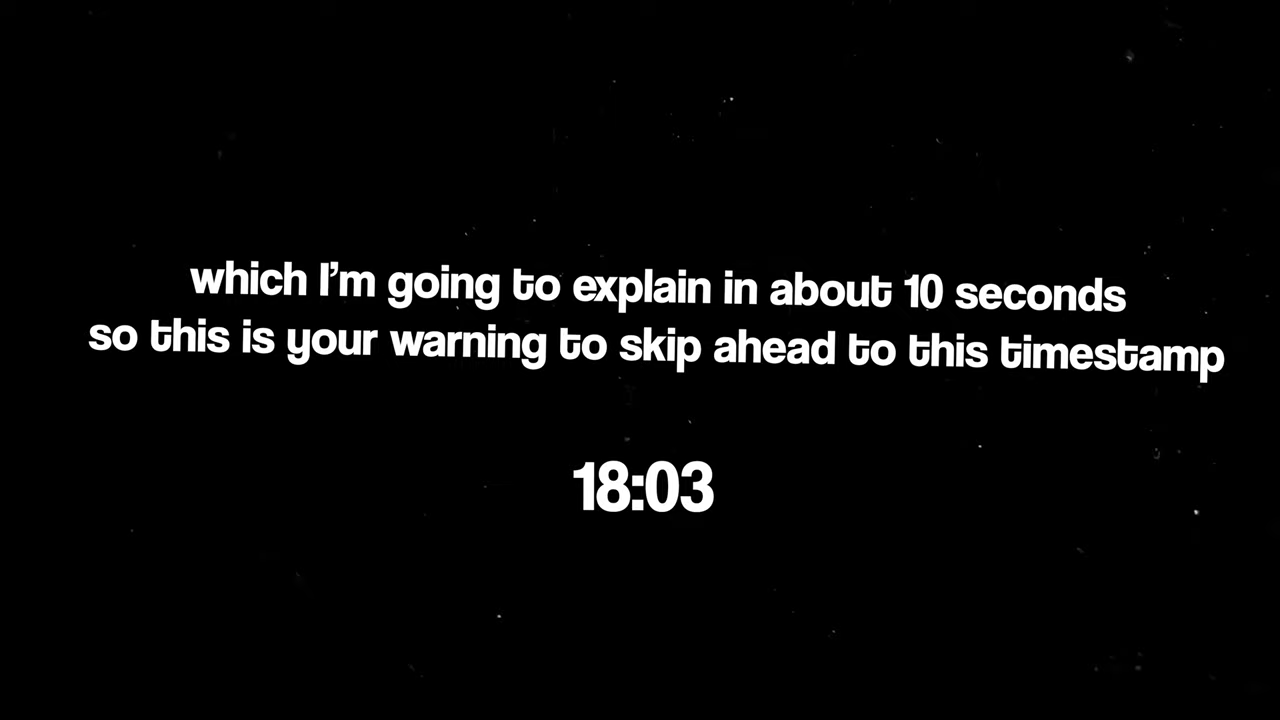 which I'm going to explain in about 10 seconds
so this is your warning to skip ahead to this timestamp
18:03